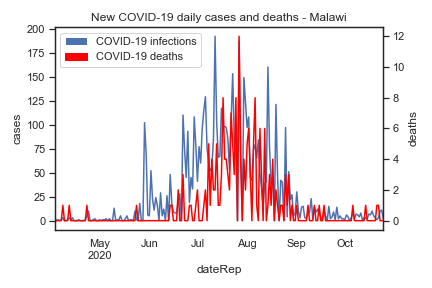 New COVID-19 daily cases and deaths - Malawi
COVID-19 infections
COVID-19 deaths
cases
200
175
150
125
100
75
50
25
0
deaths
12
10
8
6
4
2
0
May
2020
Jun
Jul
Aug
Sep
Oct
dateRep